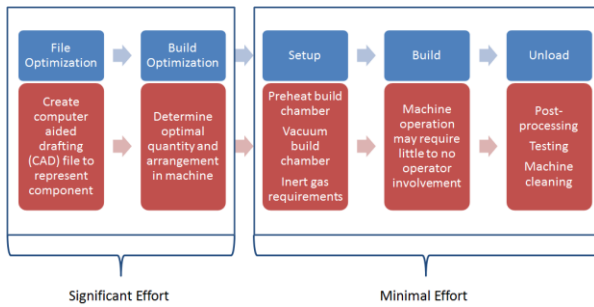 File
Optimization
Build
Optimization
Setup
Build
Unload
Create
computer
aided
drafting
(CAD) file to
represent
component
Determine
optimal
quantity and
arrangement
in machine
Preheat build
chamber
Vacuum
build
chamber
Inert gas
requirements
Machine
operation
may require
little to no
operator
involvement
Post-
processing
Testing
Machine
cleaning
Significant Effort
Minimal Effort